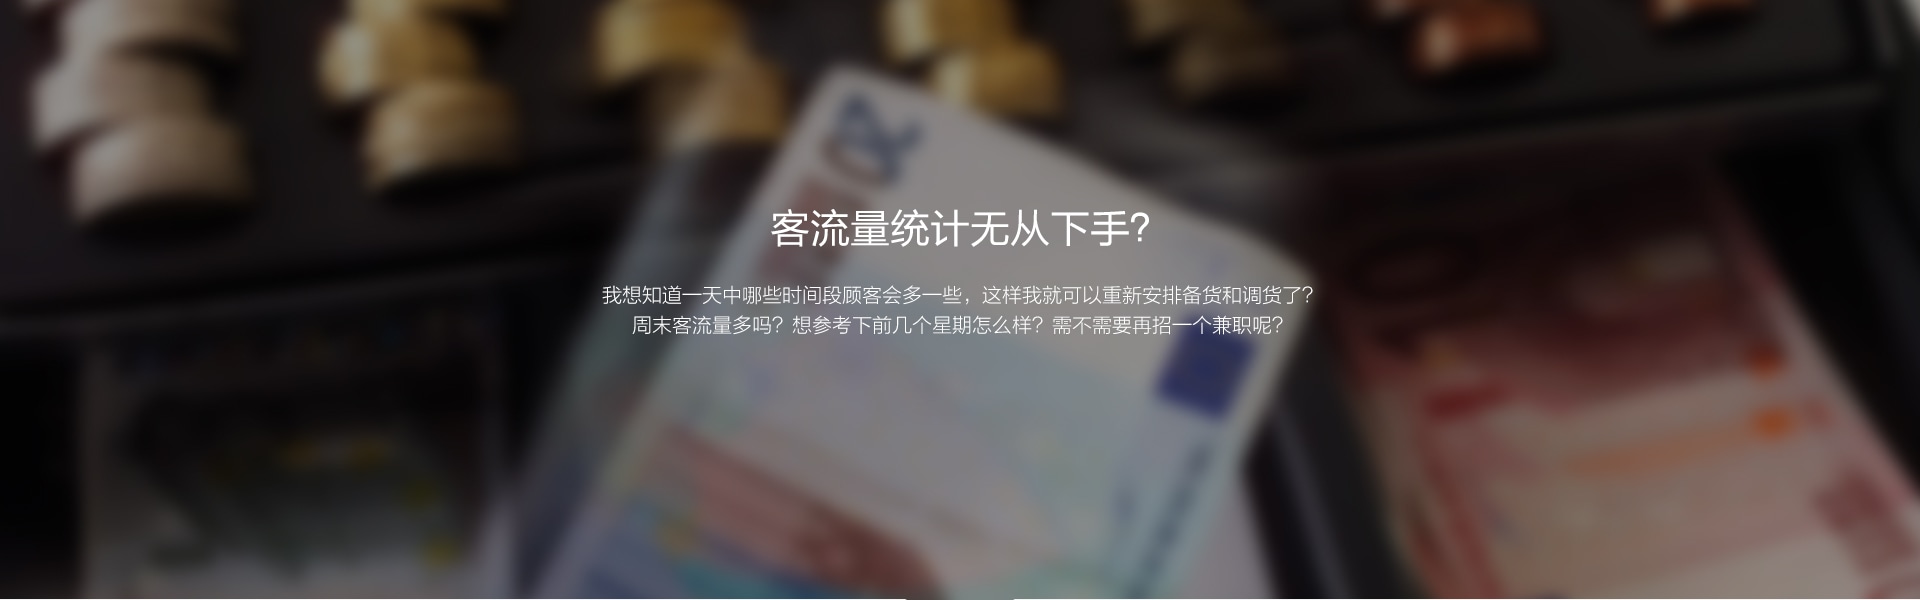 客流量统计无从下手？
我想知道一天中哪些时间段顾客会多一些，这样我就可以重新安排备货和调货了？
周末客流量多吗？想参考下前几个星期怎么样？需不需要再招一个兼职呢？